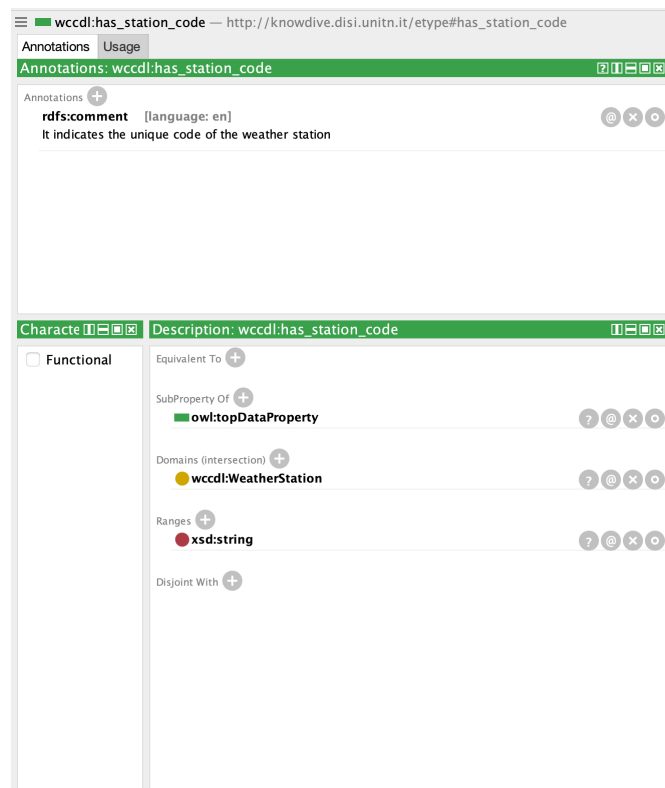 wccdl:has_station_code — http://knowdive.disi.unitn.it/etype#has_station_code
Annotations Usage
Annotations: wccdl:has_station_code
Annotations
rdfs:comment [language: en]
It indicates the unique code of the weather station
Characte
Functional
Description: wccdl:has_station_code
Equivalent To
SubProperty Of
owl:topDataProperty
Domains (intersection)
wccdl:WeatherStation
Ranges
xsd:string
Disjoint With